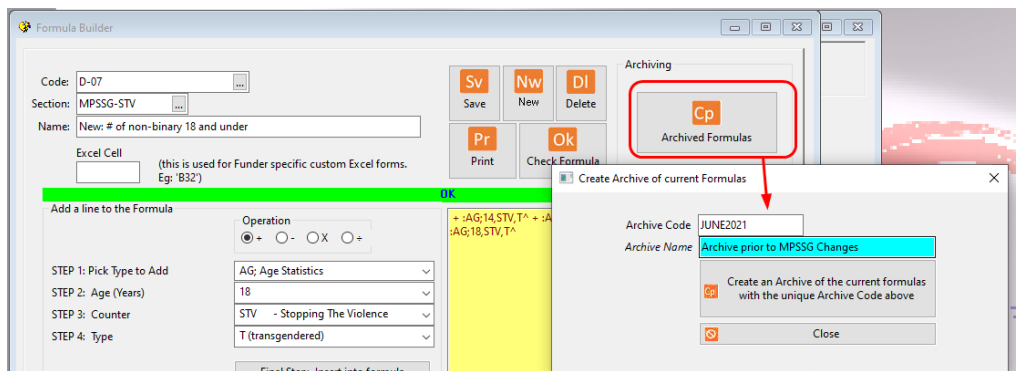 Formula Builder
Code: D-07 ...
Section: MPSSG-STV ...
Name: New: # of non-binary 18 and under
Excel Cell
(this is used for Funder specific custom Excel forms.
Eg: 'B32')
Sv
Save
Nw
New
Dl
Delete
Pr
Print
Ok
Check Formula
Archiving
Cp
Archived Formulas
OK
Add a line to the Formula
Operation
+ - X ÷
STEP 1: Pick Type to Add AG; Age Statistics
STEP 2: Age (Years) 18
STEP 3: Counter STV - Stopping The Violence
STEP 4: Type T (transgendered)
Final Step: Insert into formula
+ :AG;14,STV,T^ + :A
:AG;18,STV,T^
Create Archive of current Formulas
Archive Code JUNE2021
Archive Name Archive prior to MPSSG Changes
Cp
Create an Archive of the current formulas
with the unique Archive Code above
Close